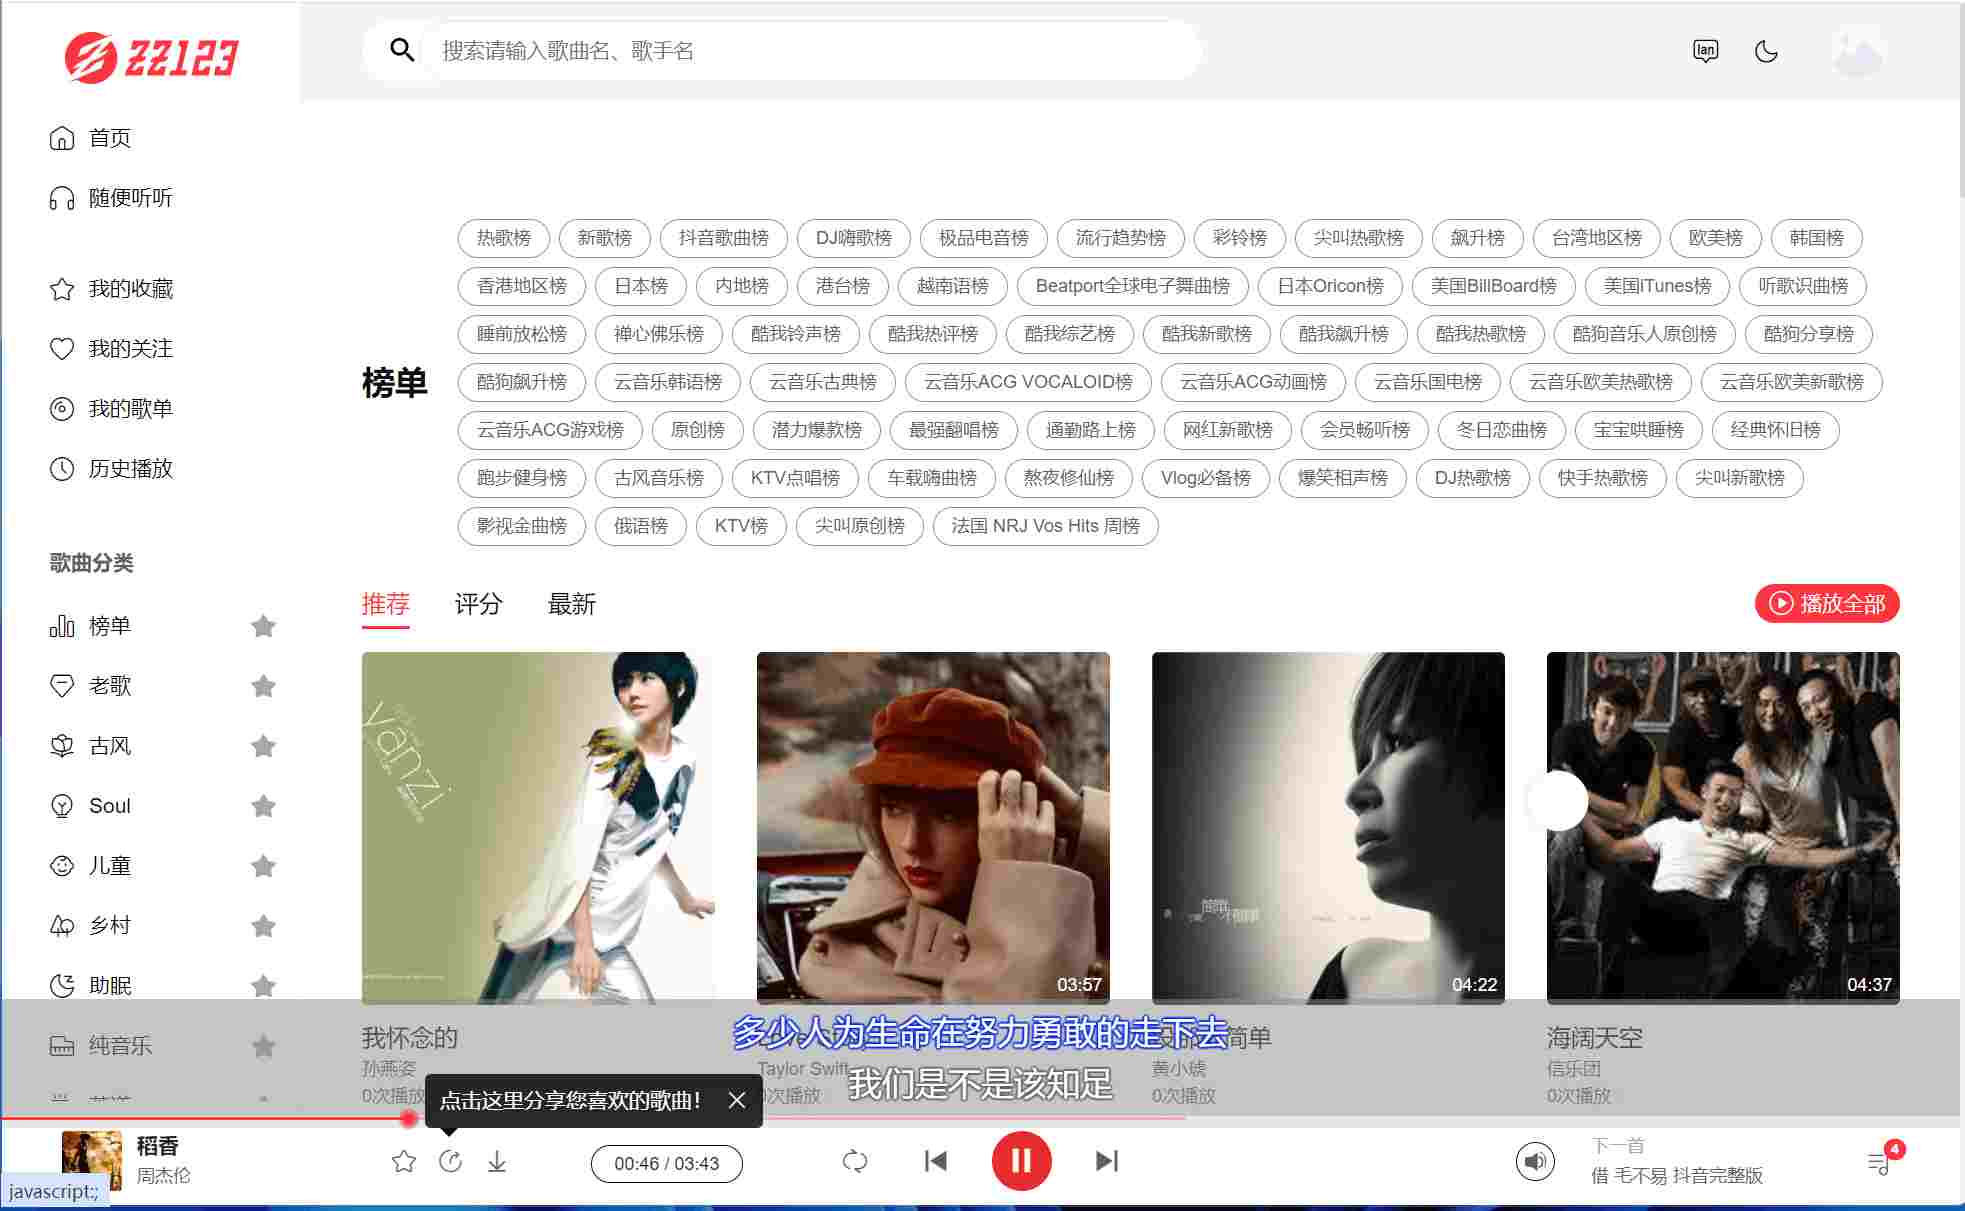 ZZ123
搜索请输入歌曲名、歌手名
lan
首页
随便听听
我的收藏
我的关注
我的歌单
历史播放
歌曲分类
榜单
老歌
古风
Soul
儿童
乡村
助眠
纯音乐
榜单
热歌榜 新歌榜 抖音歌曲榜 DJ嗨歌榜 极品电音榜 流行趋势榜 彩铃榜 尖叫热歌榜 飙升榜 台湾地区榜 欧美榜 韩国榜
香港地区榜 日本榜 内地榜 港台榜 越南语榜 Beatport全球电子舞曲榜 日本Oricon榜 美国BillBoard榜 美国iTunes榜 听歌识曲榜
睡前放松榜 禅心佛乐榜 酷我铃声榜 酷我热评榜 酷我综艺榜 酷我新歌榜 酷我飙升榜 酷我热歌榜 酷狗音乐人原创榜 酷狗分享榜
酷狗飙升榜 云音乐韩语榜 云音乐古典榜 云音乐ACG VOCALOID榜 云音乐ACG动画榜 云音乐国电榜 云音乐欧美热歌榜 云音乐欧美新歌榜
云音乐ACG游戏榜 原创榜 潜力爆款榜 最强翻唱榜 通勤路上榜 网红新歌榜 会员畅听榜 冬日恋曲榜 宝宝哄睡榜 经典怀旧榜
跑步健身榜 古风音乐榜 KTV点唱榜 车载嗨曲榜 熬夜修仙榜 Vlog必备榜 爆笑相声榜 DJ热歌榜 快手热歌榜 尖叫新歌榜
影视金曲榜 俄语榜 KTV榜 尖叫原创榜 法国 NRJ Vos Hits 周榜
推荐 评分 最新
播放全部
yanzi
03:57
04:22
04:37
我怀念的
孙燕姿
0次播放
Taylor Swift
0次播放
简单
黄小琥
0次播放
海阔天空
信乐团
0次播放
多少人为生命在努力勇敢的走下去
我们是不是该知足
点击这里分享您喜欢的歌曲！
稻香
周杰伦
00:46 / 03:43
下一首
借 毛不易 抖音完整版
4
javascript:;